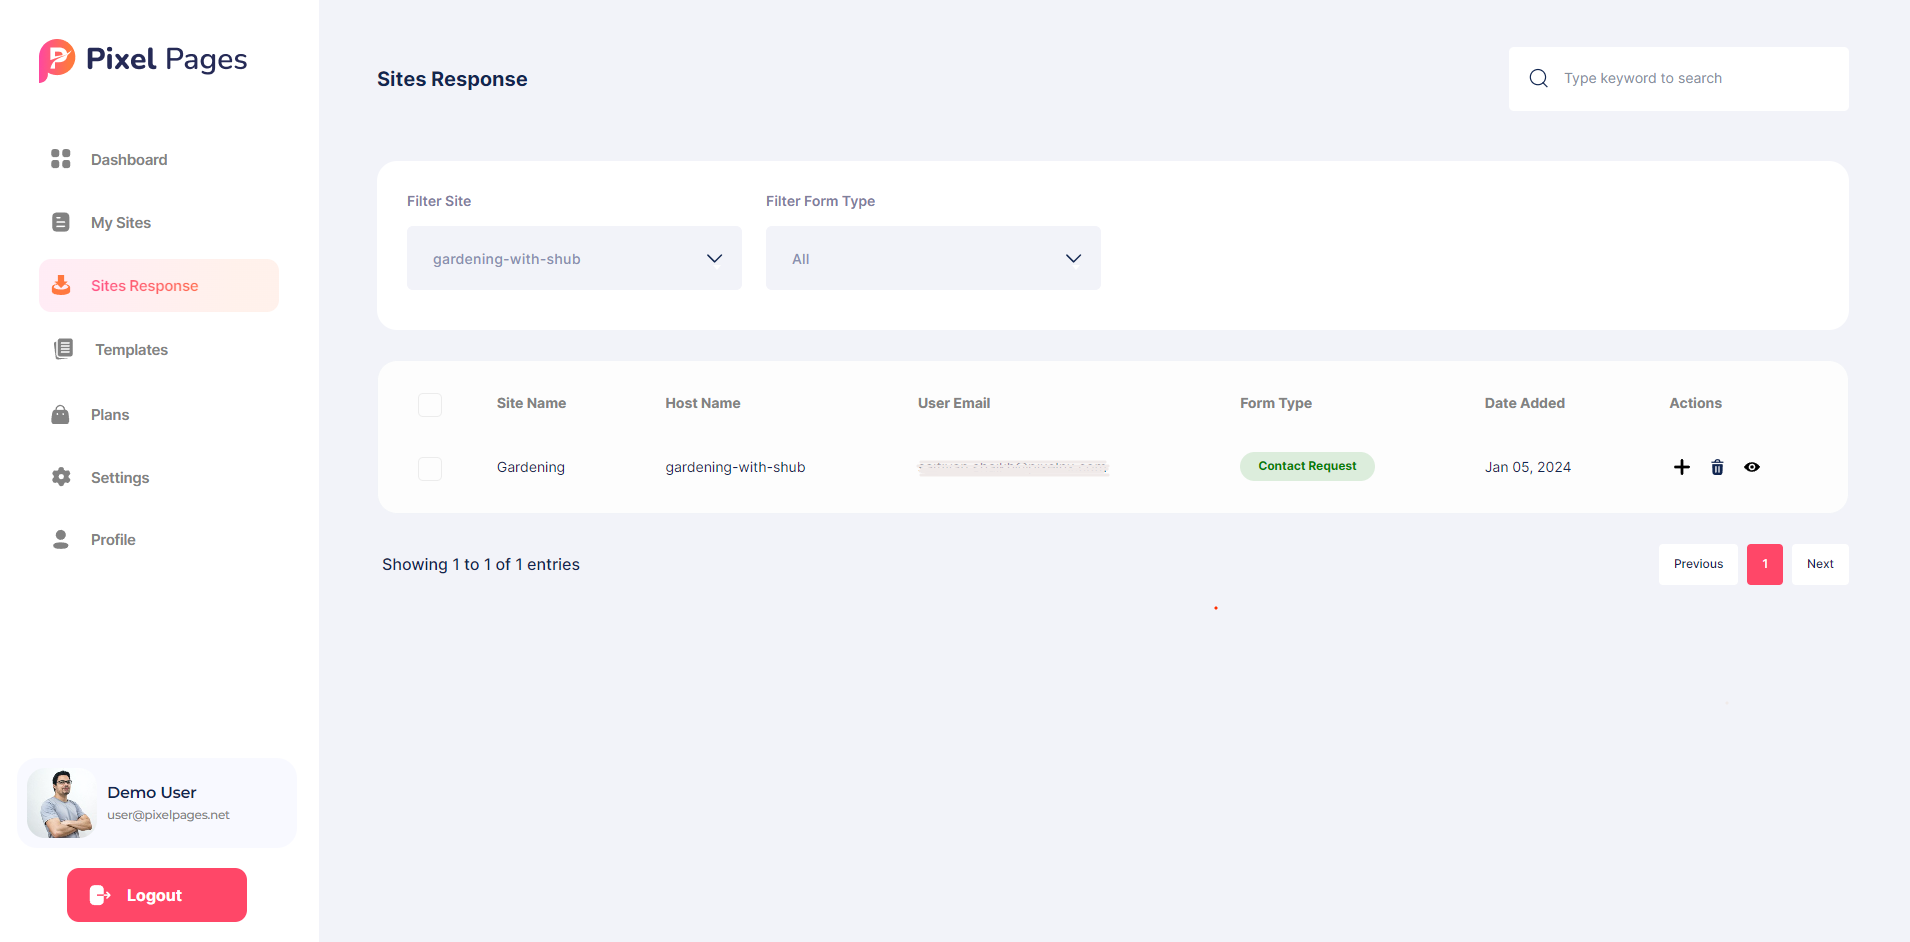 Pixel Pages
Dashboard
My Sites
Sites Response
Templates
Plans
Settings
Profile
Demo User
user@pixelpages.net
Logout
Sites Response
Type keyword to search
Filter Site
Filter Form Type
gardening-with-shub
All
Site Name Host Name User Email Form Type Date Added Actions
Gardening gardening-with-shub Contact Request Jan 05, 2024
Showing 1 to 1 of 1 entries
Previous 1 Next